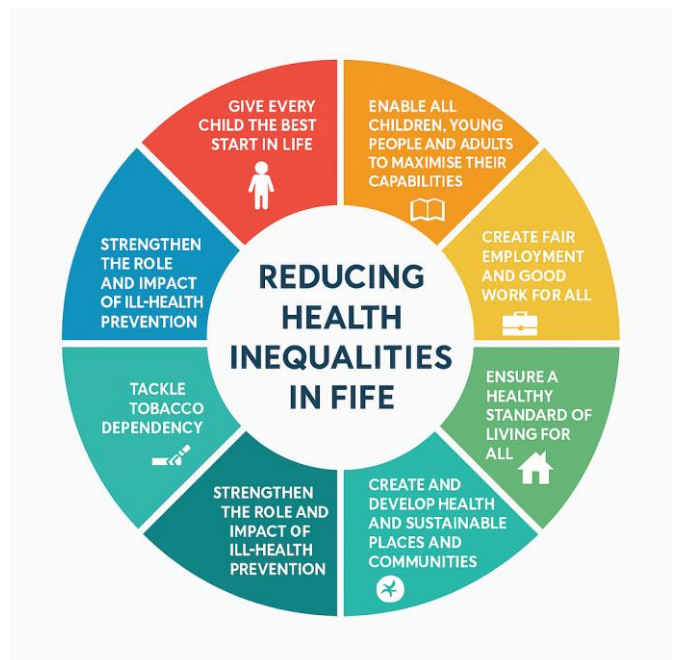 GIVE EVERY
CHILD THE BEST
START IN LIFE
ENABLE ALL
CHILDREN, YOUNG
PEOPLE AND ADULTS
TO MAXIMISE THEIR
CAPABILITIES
CREATE FAIR
EMPLOYMENT
AND GOOD
WORK FOR ALL
ENSURE A
HEALTHY
STANDARD OF
LIVING FOR
ALL
CREATE AND
DEVELOP HEALTH
AND SUSTAINABLE
PLACES AND
COMMUNITIES
STRENGTHEN
THE ROLE AND
IMPACT OF
ILL-HEALTH
PREVENTION
TACKLE
TOBACCO
DEPENDENCY
STRENGTHEN
THE ROLE
AND IMPACT
OF ILL-HEALTH
PREVENTION
REDUCING
HEALTH
INEQUALITIES
IN FIFE